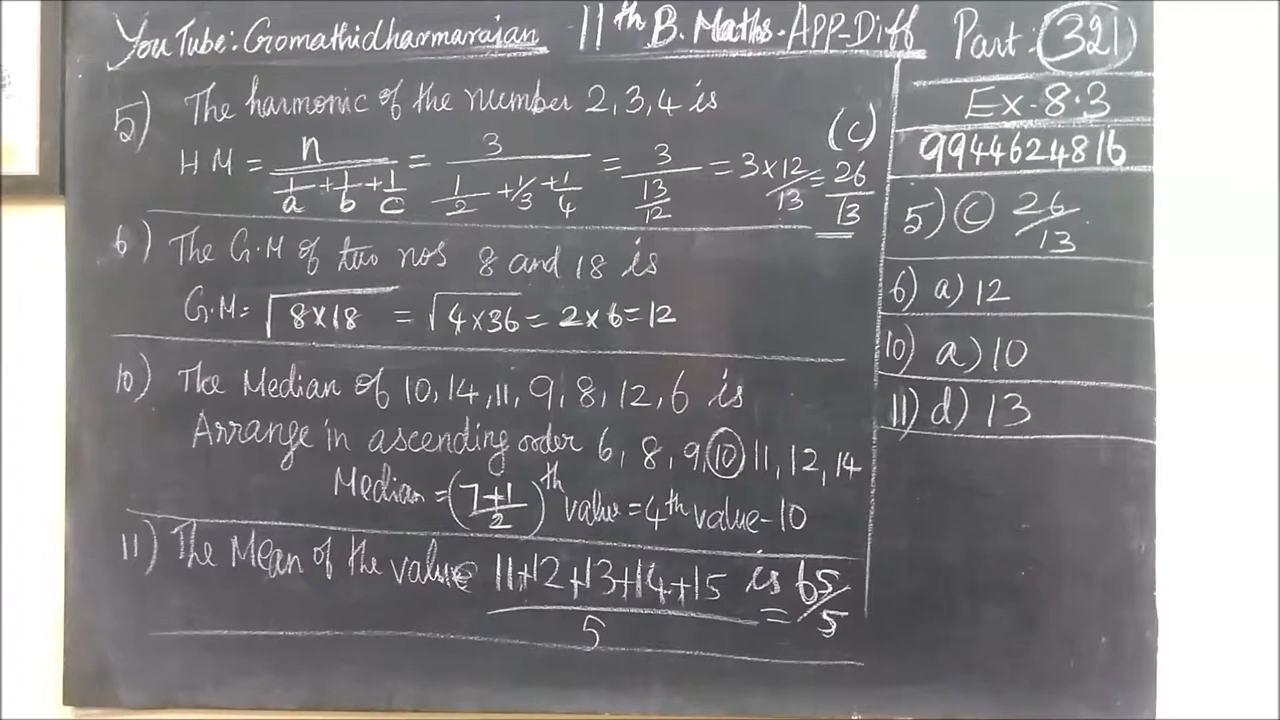 YouTube: Gomathidharmarajan 11th B. Maths. APP-Diff Part: 321
5) The harmonic of the number 2, 3, 4 is
(c)
HM = n / (1/a + 1/b + 1/c) = 3 / (1/2 + 1/3 + 1/4) = 3 / (13/12) = 3 × 12/13 = 26/13
6) The G.M of two nos 8 and 18 is
G.M = √8×18 = √4×36 = 2×6 = 12
10) The Median of 10, 14, 11, 9, 8, 12, 6 is
Arrange in ascending order 6, 8, 9, 10 11, 12, 14
Median = (7+1/2)th value = 4th value - 10
11) The Mean of the value 11+12+13+14+15 / 5 is = 65/5
Ex-8.3
9944624816
5) c 26/13
6) a) 12
10) a) 10
11) d) 13